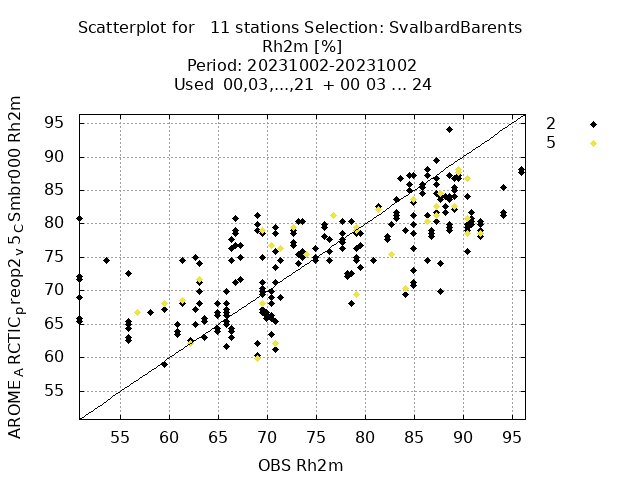 Scatterplot for 11 stations Selection: SvalbardBarents
Rh2m [%]
Period: 20231002-20231002
Used 00,03,...,21 + 00 03 ... 24
AROME_ARCTIC_preop2_v5_CSmbr000 Rh2m
95
90
85
80
75
70
65
60
55
55 60 65 70 75 80 85 90 95
OBS Rh2m
2
5